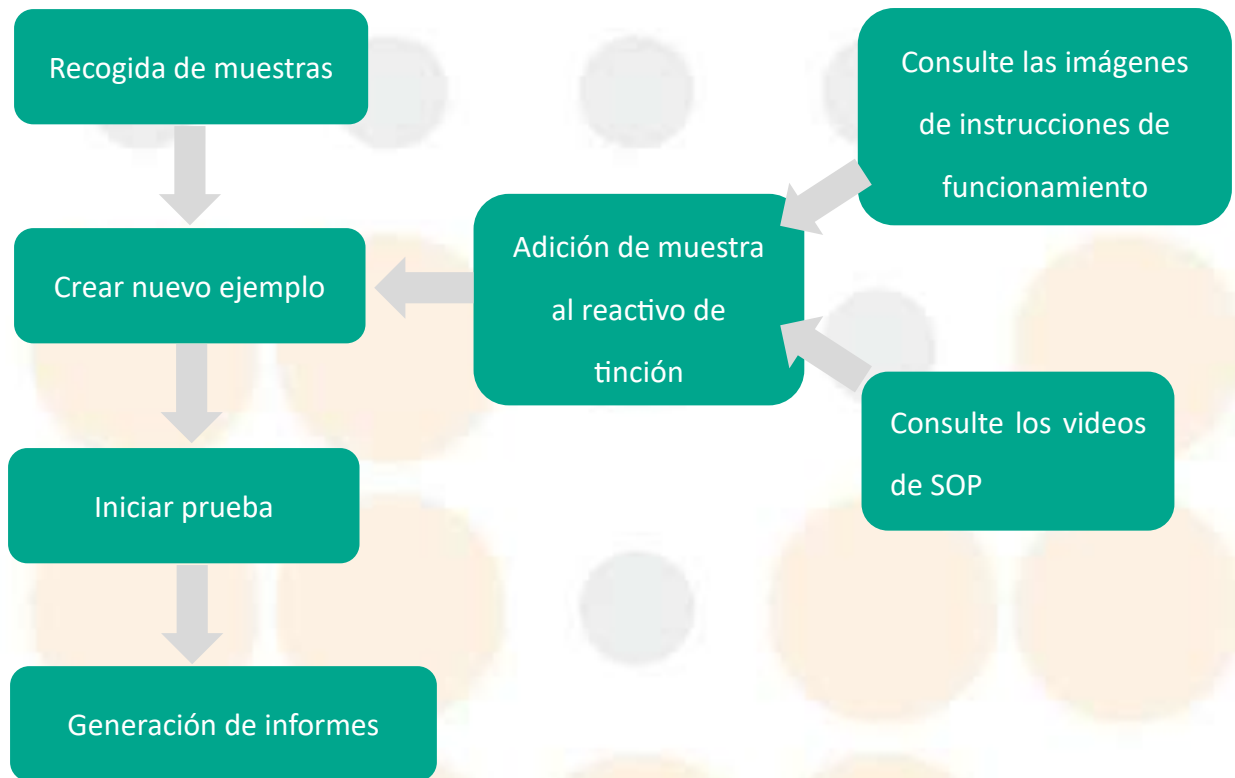 Recogida de muestras
Consulte las imágenes
de instrucciones de
funcionamiento
Crear nuevo ejemplo
Adición de muestra
al reactivo de
tinción
Consulte los videos
de SOP
Iniciar prueba
Generación de informes